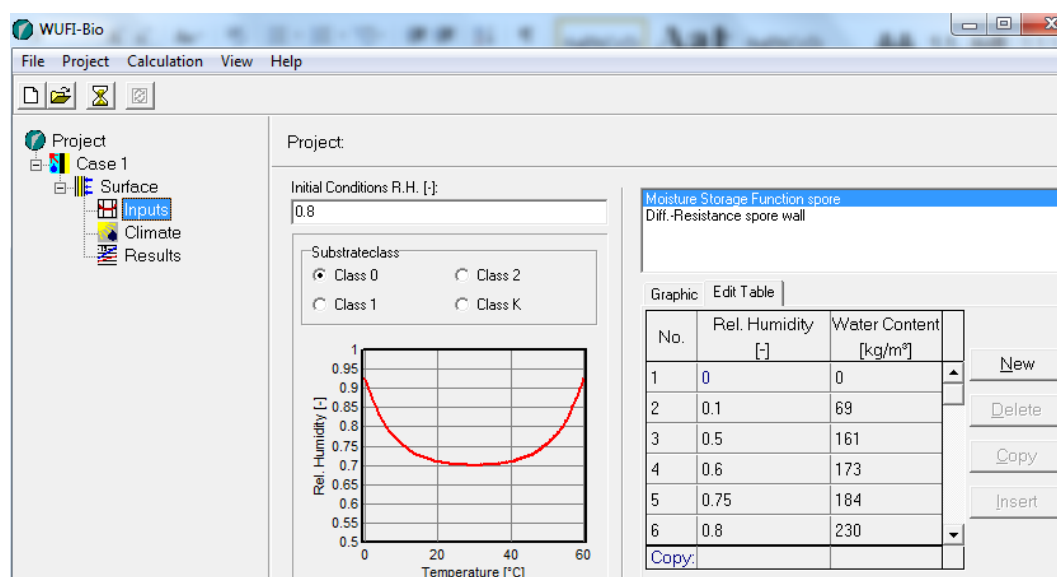 WUFI-Bio
File Project Calculation View Help
Project
Case 1
Surface
Inputs
Climate
Results
Project:
Initial Conditions R.H. [-]:
0.8
Substrateclass
Class 0 Class 2
Class 1 Class K
Rel. Humidity [-]
1
0.95
0.9
0.85
0.8
0.75
0.7
0.65
0.6
0.55
0.5
0 20 40 60
Temperature [°C]
Moisture Storage Function spore
Diff.-Resistance spore wall
Graphic Edit Table
No. Rel. Humidity [-] Water Content [kg/m³]
1 0 0
2 0.1 69
3 0.5 161
4 0.6 173
5 0.75 184
6 0.8 230
Copy:
New
Delete
Copy
Insert